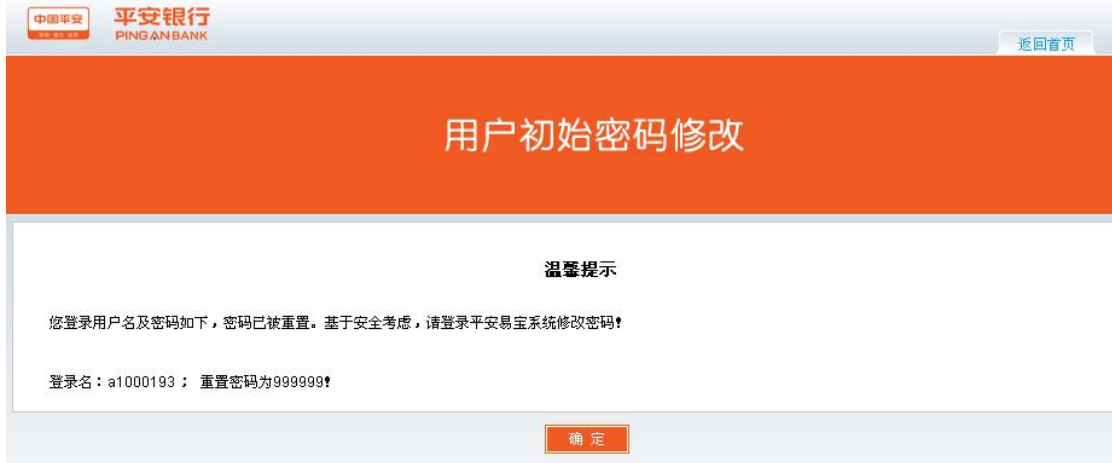 中国平安
平安银行
PING AN BANK
返回首页
用户初始密码修改
温馨提示
您登录用户名及密码如下，密码已被重置。基于安全考虑，请登录平安易宝系统修改密码！
登录名：a1000193； 重置密码为999999！
确 定